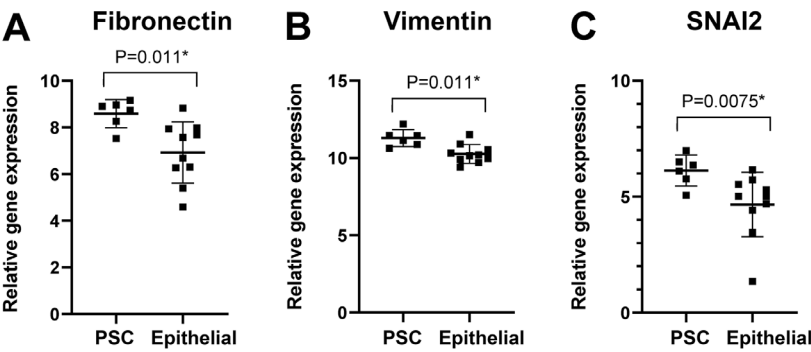 A
Fibronectin
P=0.011*
Relative gene expression
10
8
6
4
2
0
PSC Epithelial
B
Vimentin
P=0.011*
Relative gene expression
15
10
5
0
PSC Epithelial
C
SNAI2
P=0.0075*
Relative gene expression
10
5
0
PSC Epithelial